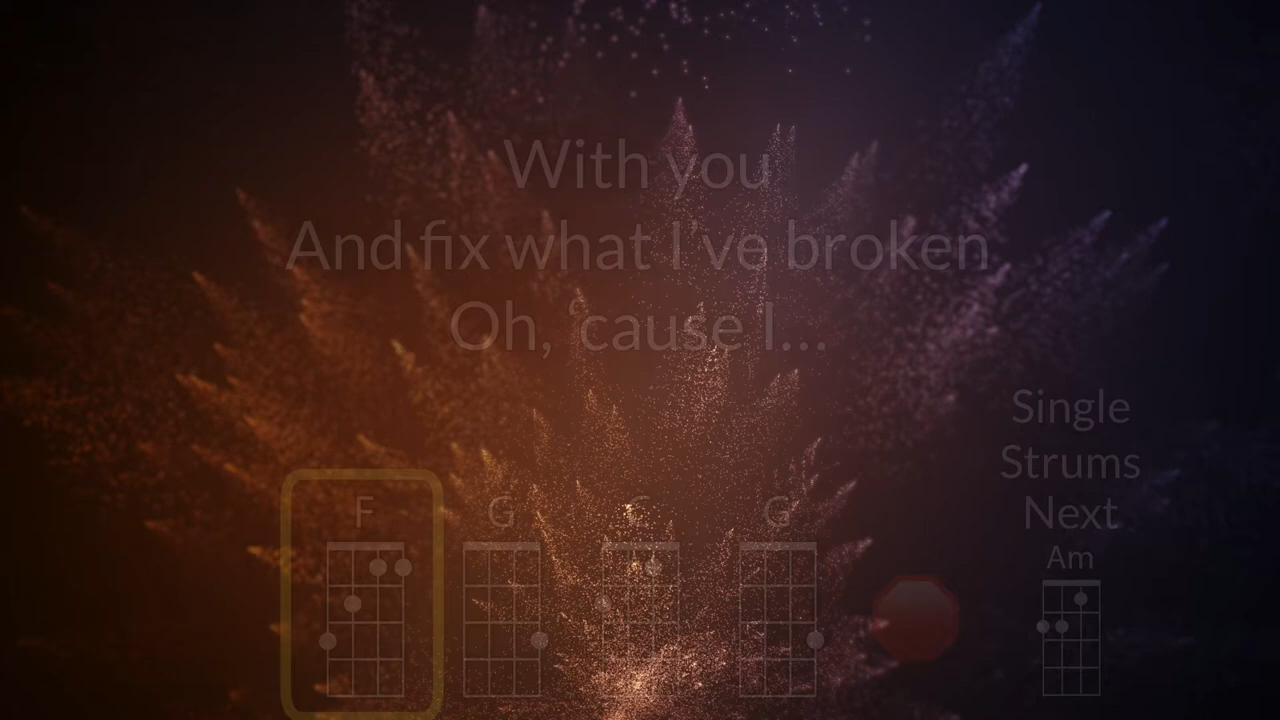 With you
And fix what I've broken
Oh, 'cause I...
Single
Strums
Next
F
G
C
G
Am